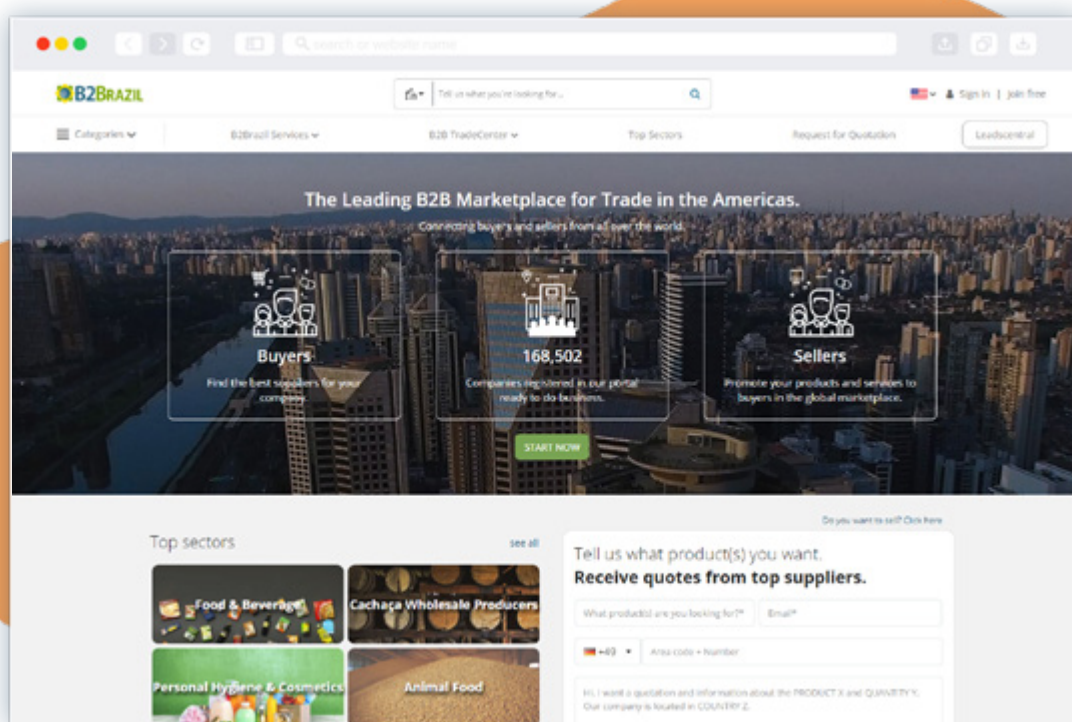 search or website name
B2BRAZIL
Tell us what you're looking for...
Sign in | Join free
Categories
B2Brazil Services
B2B TradeCenter
Top Sectors
Request for Quotation
Leadscentral
The Leading B2B Marketplace for Trade in the Americas.
Connecting buyers and sellers from all over the world.
Buyers
Find the best suppliers for your
company.
168,502
Companies registered in our portal
ready to do business.
Sellers
Promote your products and services to
buyers in the global marketplace.
START NOW
Top sectors
see all
Food & Beverage
Cachaça Wholesale Producers
Personal Hygiene & Cosmetics
Animal Food
Do you want to sell? Click here
Tell us what product(s) you want.
Receive quotes from top suppliers.
What product(s) are you looking for?*
Email*
+49
Area code + Number
Hi, I want a quotation and information about the PRODUCT X and QUANTITY Y.
Our company is located in COUNTRY Z.